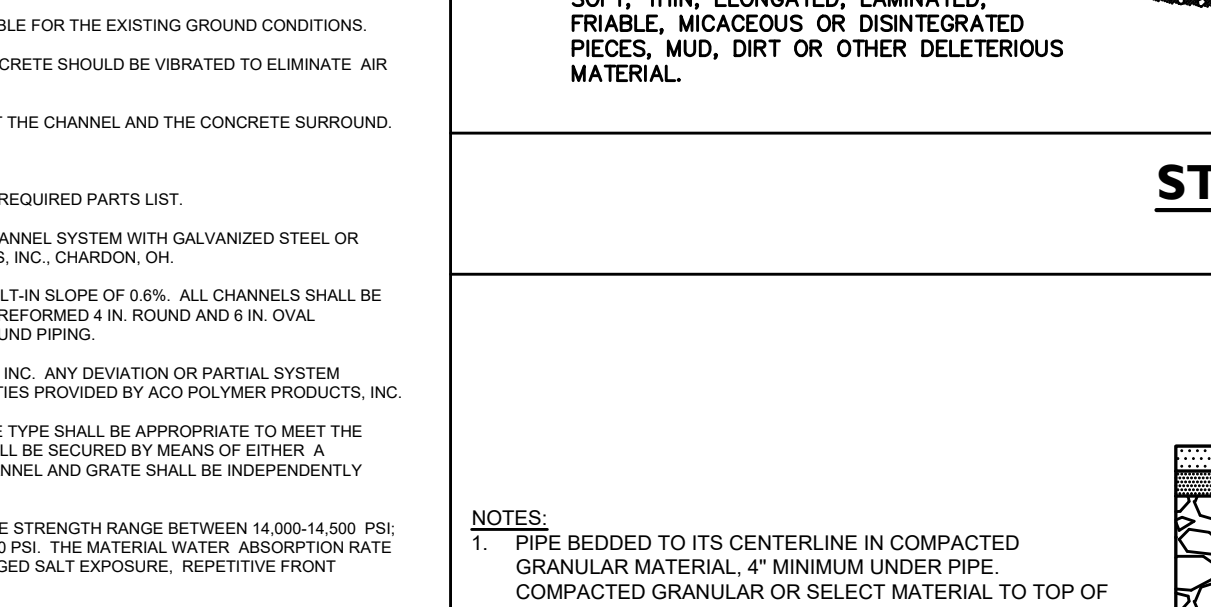 BLE FOR THE EXISTING GROUND CONDITIONS.
CRETE SHOULD BE VIBRATED TO ELIMINATE AIR
THE CHANNEL AND THE CONCRETE SURROUND.
REQUIRED PARTS LIST.
ANNEL SYSTEM WITH GALVANIZED STEEL OR
S, INC., CHARDON, OH.
LT-IN SLOPE OF 0.6%. ALL CHANNELS SHALL BE
REFORMED 4 IN. ROUND AND 6 IN. OVAL
UND PIPING.
INC. ANY DEVIATION OR PARTIAL SYSTEM
TIES PROVIDED BY ACO POLYMER PRODUCTS, INC.
E TYPE SHALL BE APPROPRIATE TO MEET THE
LL BE SECURED BY MEANS OF EITHER A
NNEL AND GRATE SHALL BE INDEPENDENTLY
E STRENGTH RANGE BETWEEN 14,000-14,500 PSI;
0 PSI. THE MATERIAL WATER ABSORPTION RATE
GED SALT EXPOSURE, REPETITIVE FRONT
SOFT, THIN, ELONGATED, LAMINATED,
FRIABLE, MICACEOUS OR DISINTEGRATED
PIECES, MUD, DIRT OR OTHER DELETERIOUS
MATERIAL.
ST
NOTES:
1. PIPE BEDDED TO ITS CENTERLINE IN COMPACTED
GRANULAR MATERIAL, 4" MINIMUM UNDER PIPE.
COMPACTED GRANULAR OR SELECT MATERIAL TO TOP OF